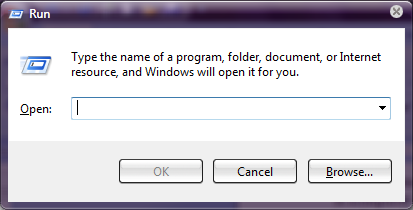 Run
Type the name of a program, folder, document, or Internet
resource, and Windows will open it for you.
Open:
OK Cancel Browse...